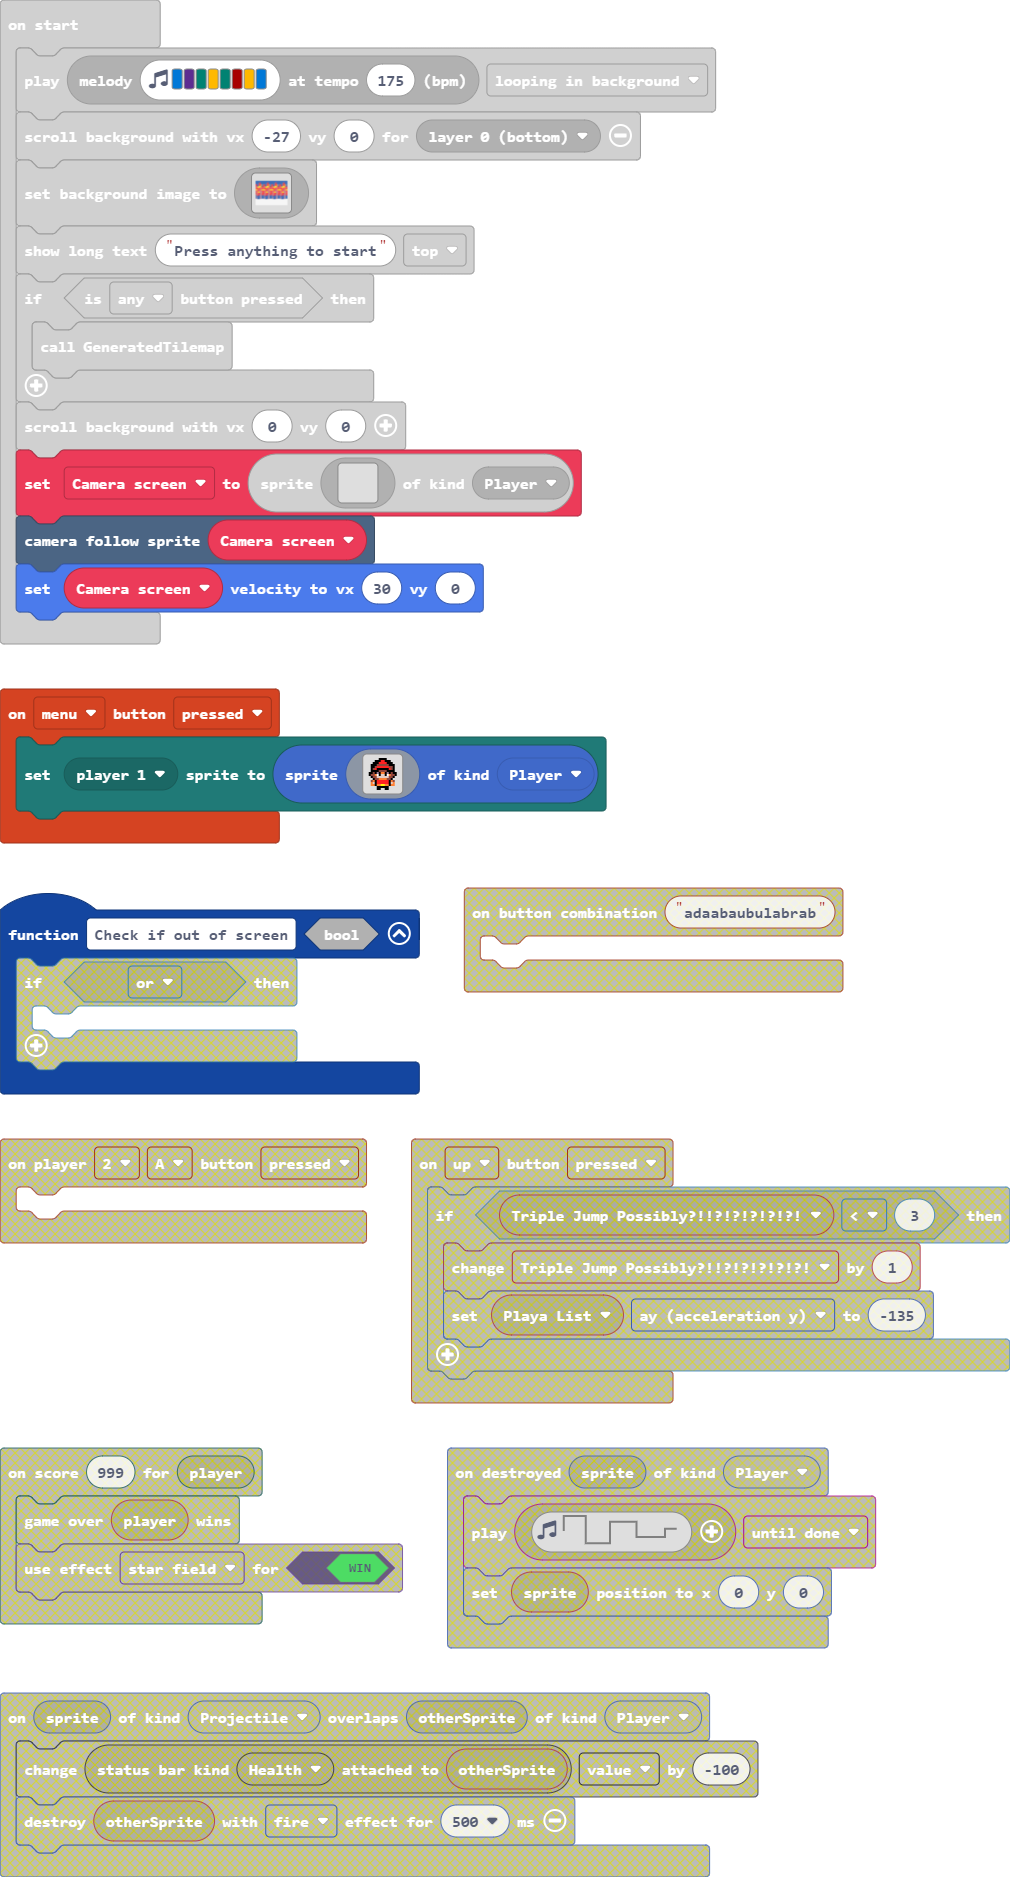 on start
play melody at tempo 175 (bpm) looping in background
scroll background with vx -27 vy 0 for layer 0 (bottom)
set background image to
show long text "Press anything to start" top
if is any button pressed then
call GeneratedTilemap
scroll background with vx 0 vy 0
set Camera screen to sprite of kind Player
camera follow sprite Camera screen
set Camera screen velocity to vx 30 vy 0
on menu button pressed
set player 1 sprite to sprite of kind Player
function Check if out of screen bool
if or then
on button combination "adaabaubulabrab"
on player 2 A button pressed
on up button pressed
if Triple Jump Possibly?!!?!?!?!?!?! < 3 then
change Triple Jump Possibly?!!?!?!?!?!?! by 1
set Playa List ay (acceleration y) to -135
on score 999 for player
game over player wins
use effect star field for WIN
on destroyed sprite of kind Player
play until done
set sprite position to x 0 y 0
on sprite of kind Projectile overlaps otherSprite of kind Player
change status bar kind Health attached to otherSprite value by -100
destroy otherSprite with fire effect for 500 ms